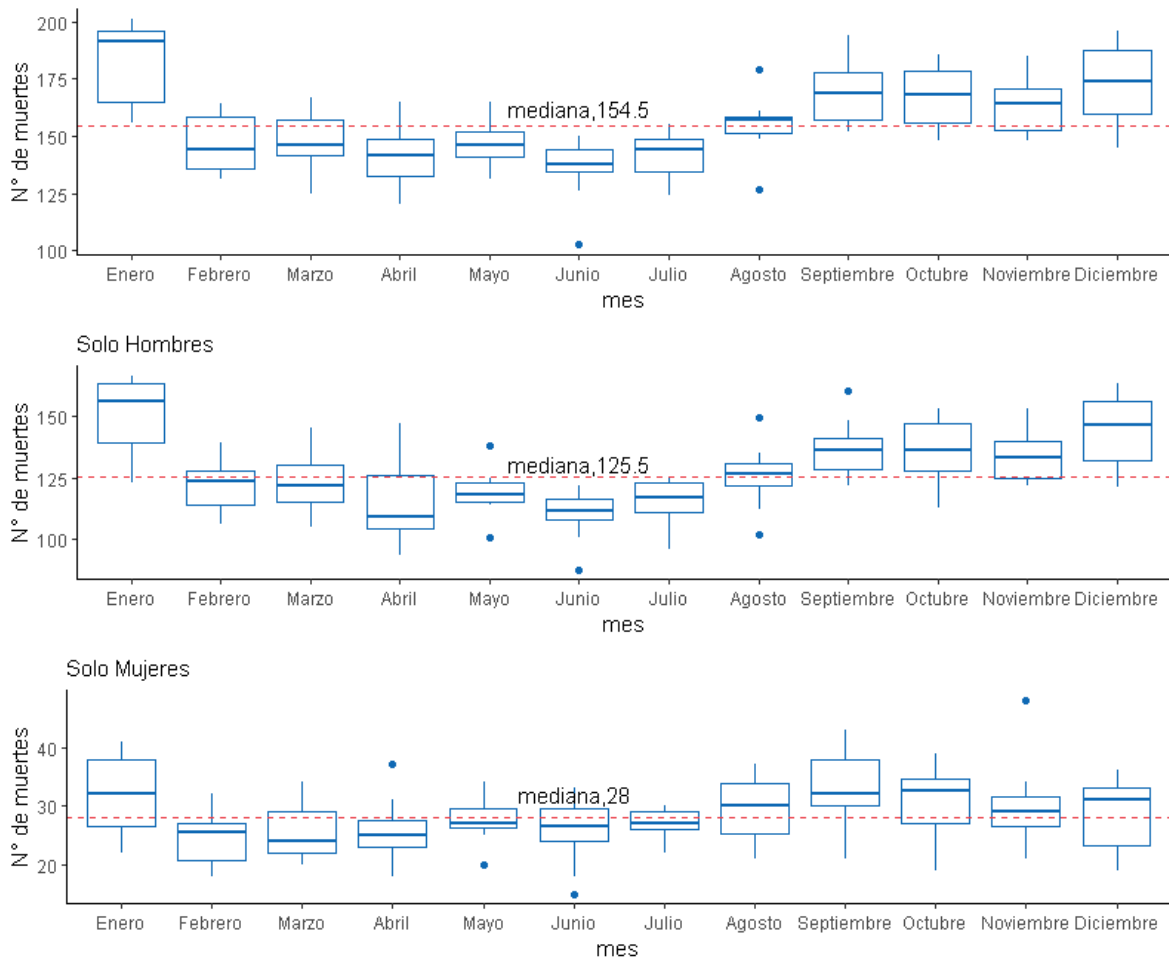 200
175
150
125
100
N° de muertes
mediana,154.5
Enero Febrero Marzo Abril Mayo Junio Julio Agosto Septiembre Octubre Noviembre Diciembre
mes
Solo Hombres
150
125
100
N° de muertes
mediana,125.5
Enero Febrero Marzo Abril Mayo Junio Julio Agosto Septiembre Octubre Noviembre Diciembre
mes
Solo Mujeres
40
30
20
N° de muertes
mediana,28
Enero Febrero Marzo Abril Mayo Junio Julio Agosto Septiembre Octubre Noviembre Diciembre
mes